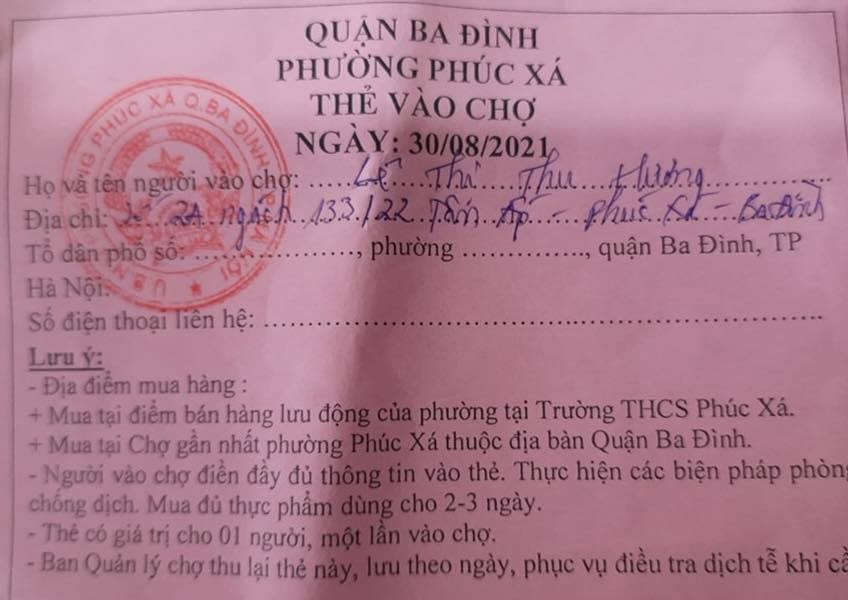 QUẬN BA ĐÌNH
PHƯỜNG PHÚC XÁ
THẺ VÀO CHỢ
NGÀY: 30/08/2021
Họ và tên người vào chợ: ......Lê Thị Thu Hương..............
Địa chỉ: Số 2A ngách 133/22 Tân Ấp - Phúc Xá - Ba Đình
Tổ dân phố số: ......................, phường ................, quận Ba Đình, TP
Hà Nội.
Số điện thoại liên hệ: ........................................................................
Lưu ý:
- Địa điểm mua hàng :
+ Mua tại điểm bán hàng lưu động của phường tại Trường THCS Phúc Xá.
+ Mua tại Chợ gần nhất phường Phúc Xá thuộc địa bàn Quận Ba Đình.
- Người vào chợ điền đầy đủ thông tin vào thẻ. Thực hiện các biện pháp phòng
chống dịch. Mua đủ thực phẩm dùng cho 2-3 ngày.
- Thẻ có giá trị cho 01 người, một lần vào chợ.
- Ban Quản lý chợ thu lại thẻ này, lưu theo ngày, phục vụ điều tra dịch tễ khi
PHÚC XÁ Q.BA ĐÌNH